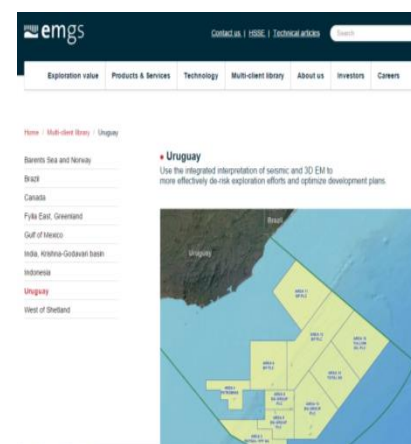 emgs
Contact us | HSSE | Technical articles
Search
Exploration value
Products & Services
Technology
Multi-client library
About us
Investors
Careers
Home / Multi-client library / Uruguay
Barents Sea and Norway
Brazil
Canada
Fylla East, Greenland
Gulf of Mexico
India, Krishna-Godavari basin
Indonesia
Uruguay
West of Shetland
Uruguay
Use the integrated interpretation of seismic and 3D EM to
more effectively de-risk exploration efforts and optimize development plans.
Brazil
Uruguay